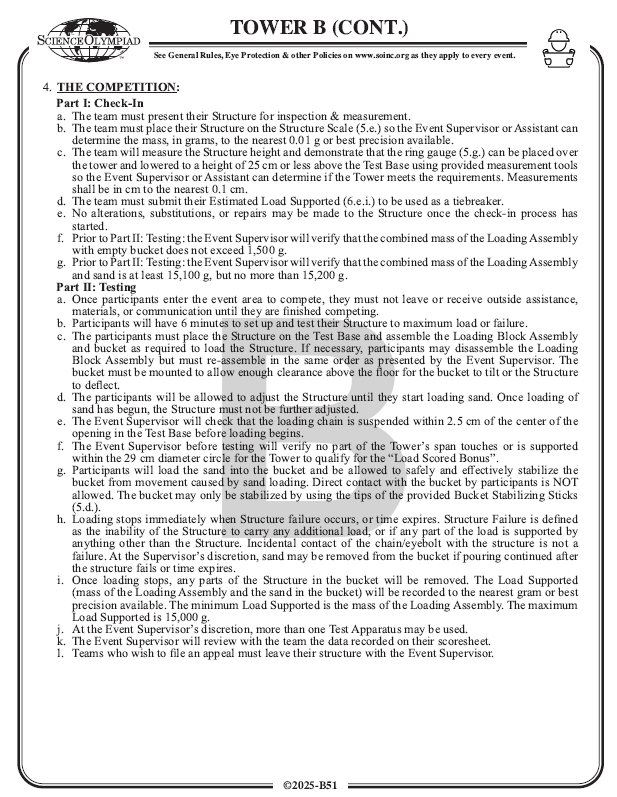 TOWER B (CONT.)
SCIENCE OLYMPIAD
See General Rules, Eye Protection & other Policies on www.soinc.org as they apply to every event.
4. THE COMPETITION:
Part I: Check-In
a. The team must present their Structure for inspection & measurement.
b. The team must place their Structure on the Structure Scale (5.e.) so the Event Supervisor or Assistant can
determine the mass, in grams, to the nearest 0.01 g or best precision available.
c. The team will measure the Structure height and demonstrate that the ring gauge (5.g.) can be placed over
the tower and lowered to a height of 25 cm or less above the Test Base using provided measurement tools
so the Event Supervisor or Assistant can determine if the Tower meets the requirements. Measurements
shall be in cm to the nearest 0.1 cm.
d. The team must submit their Estimated Load Supported (6.e.i.) to be used as a tiebreaker.
e. No alterations, substitutions, or repairs may be made to the Structure once the check-in process has
started.
f. Prior to Part II: Testing: the Event Supervisor will verify that the combined mass of the Loading Assembly
with empty bucket does not exceed 1,500 g.
g. Prior to Part II: Testing: the Event Supervisor will verify that the combined mass of the Loading Assembly
and sand is at least 15,100 g, but no more than 15,200 g.
Part II: Testing
a. Once participants enter the event area to compete, they must not leave or receive outside assistance,
materials, or communication until they are finished competing.
b. Participants will have 6 minutes to set up and test their Structure to maximum load or failure.
c. The participants must place the Structure on the Test Base and assemble the Loading Block Assembly
and bucket as required to load the Structure. If necessary, participants may disassemble the Loading
Block Assembly but must re-assemble in the same order as presented by the Event Supervisor. The
bucket must be mounted to allow enough clearance above the floor for the bucket to tilt or the Structure
to deflect.
d. The participants will be allowed to adjust the Structure until they start loading sand. Once loading of
sand has begun, the Structure must not be further adjusted.
e. The Event Supervisor will check that the loading chain is suspended within 2.5 cm of the center of the
opening in the Test Base before loading begins.
f. The Event Supervisor before testing will verify no part of the Tower's span touches or is supported
within the 29 cm diameter circle for the Tower to qualify for the “Load Scored Bonus”.
g. Participants will load the sand into the bucket and be allowed to safely and effectively stabilize the
bucket from movement caused by sand loading. Direct contact with the bucket by participants is NOT
allowed. The bucket may only be stabilized by using the tips of the provided Bucket Stabilizing Sticks
(5.d.).
h. Loading stops immediately when Structure failure occurs, or time expires. Structure Failure is defined
as the inability of the Structure to carry any additional load, or if any part of the load is supported by
anything other than the Structure. Incidental contact of the chain/eyebolt with the structure is not a
failure. At the Supervisor's discretion, sand may be removed from the bucket if pouring continued after
the structure fails or time expires.
i. Once loading stops, any parts of the Structure in the bucket will be removed. The Load Supported
(mass of the Loading Assembly and the sand in the bucket) will be recorded to the nearest gram or best
precision available. The minimum Load Supported is the mass of the Loading Assembly. The maximum
Load Supported is 15,000 g.
j. At the Event Supervisor's discretion, more than one Test Apparatus may be used.
k. The Event Supervisor will review with the team the data recorded on their scoresheet.
l. Teams who wish to file an appeal must leave their structure with the Event Supervisor.
B
©2025-B51